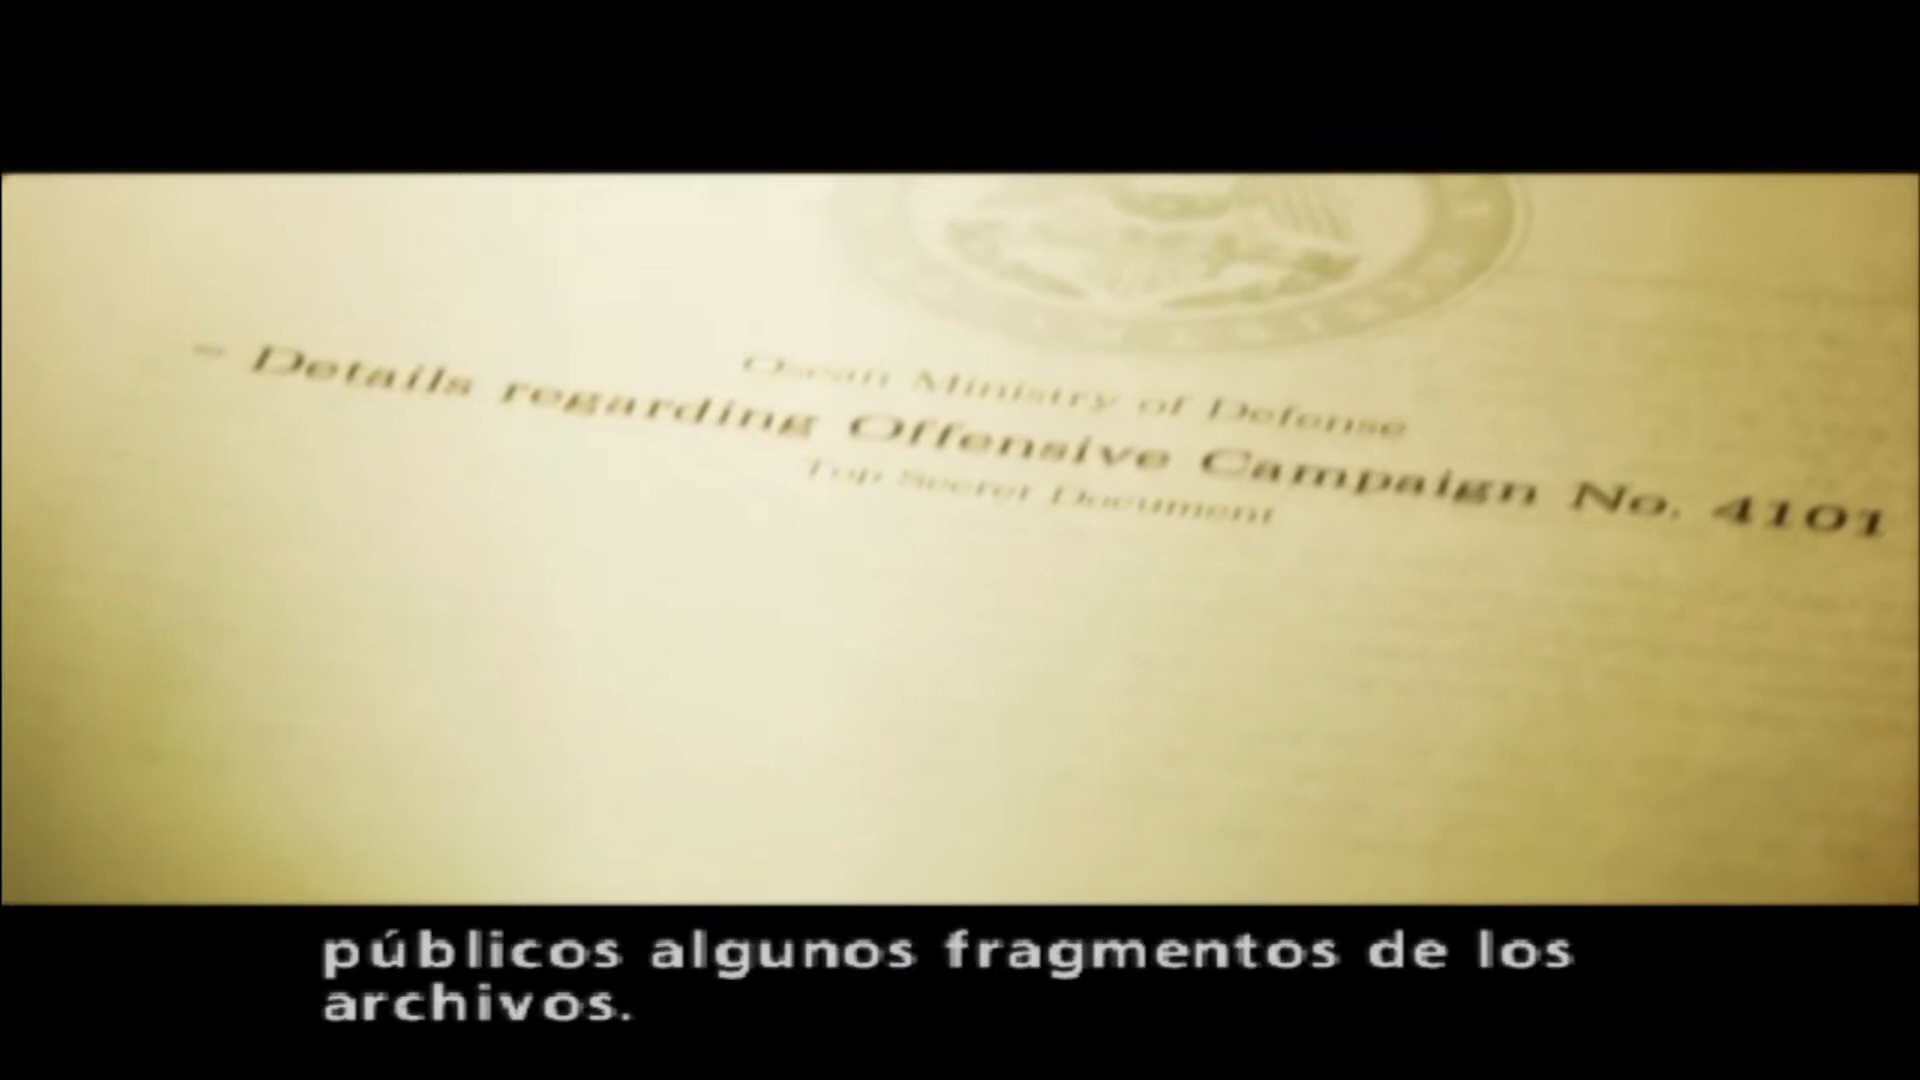 Osean Ministry of Defense
- Details regarding Offensive Campaign No. 4101
Top Secret Document
públicos algunos fragmentos de los
archivos.